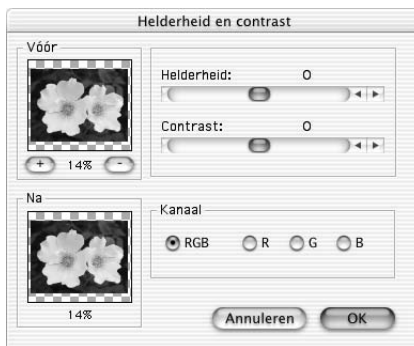 Helderheid en contrast
Vóór
+ 14% -
Helderheid: 0
Contrast: 0
Na
14%
Kanaal
RGB R G B
Annuleren OK